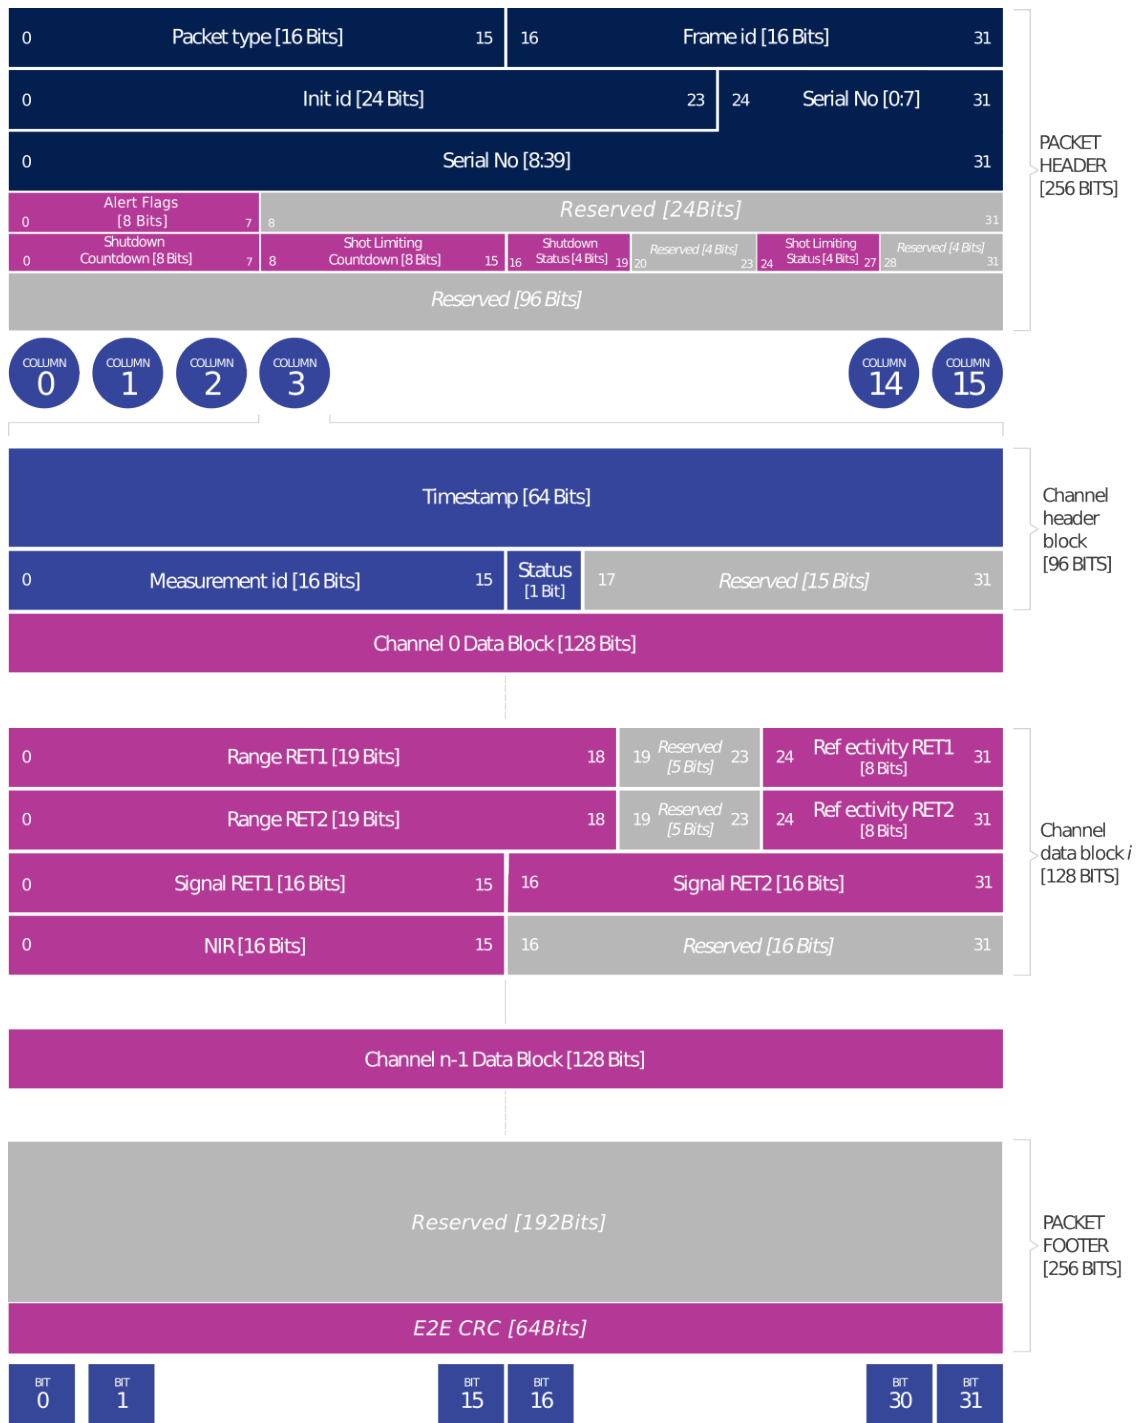 0 Packet type [16 Bits] 15 16 Frame id [16 Bits] 31
0 Init id [24 Bits] 23 24 Serial No [0:7] 31
0 Serial No [8:39] 31
PACKET
HEADER
[256 BITS]
Alert Flags
[8 Bits]
0 7 8 Reserved [24Bits] 31
Shutdown
Countdown [8 Bits]
0 7
Shot Limiting
Countdown [8 Bits]
8 15
Shutdown
Status [4 Bits]
16 19
Reserved [4 Bits]
20 23
Shot Limiting
Status [4 Bits]
24 27
Reserved [4 Bits]
28 31
Reserved [96 Bits]
COLUMN
0
COLUMN
1
COLUMN
2
COLUMN
3
COLUMN
14
COLUMN
15
Timestamp [64 Bits]
0 Measurement id [16 Bits] 15
Status
[1 Bit]
17 Reserved [15 Bits] 31
Channel
header
block
[96 BITS]
Channel 0 Data Block [128 Bits]
0 Range RET1 [19 Bits] 18
19 Reserved 23
[5 Bits]
24 Ref ectivity RET1 31
[8 Bits]
0 Range RET2 [19 Bits] 18
19 Reserved 23
[5 Bits]
24 Ref ectivity RET2 31
[8 Bits]
0 Signal RET1 [16 Bits] 15 16 Signal RET2 [16 Bits] 31
0 NIR [16 Bits] 15 16 Reserved [16 Bits] 31
Channel
data block i
[128 BITS]
Channel n-1 Data Block [128 Bits]
Reserved [192Bits]
E2E CRC [64Bits]
PACKET
FOOTER
[256 BITS]
BIT
0
BIT
1
BIT
15
BIT
16
BIT
30
BIT
31